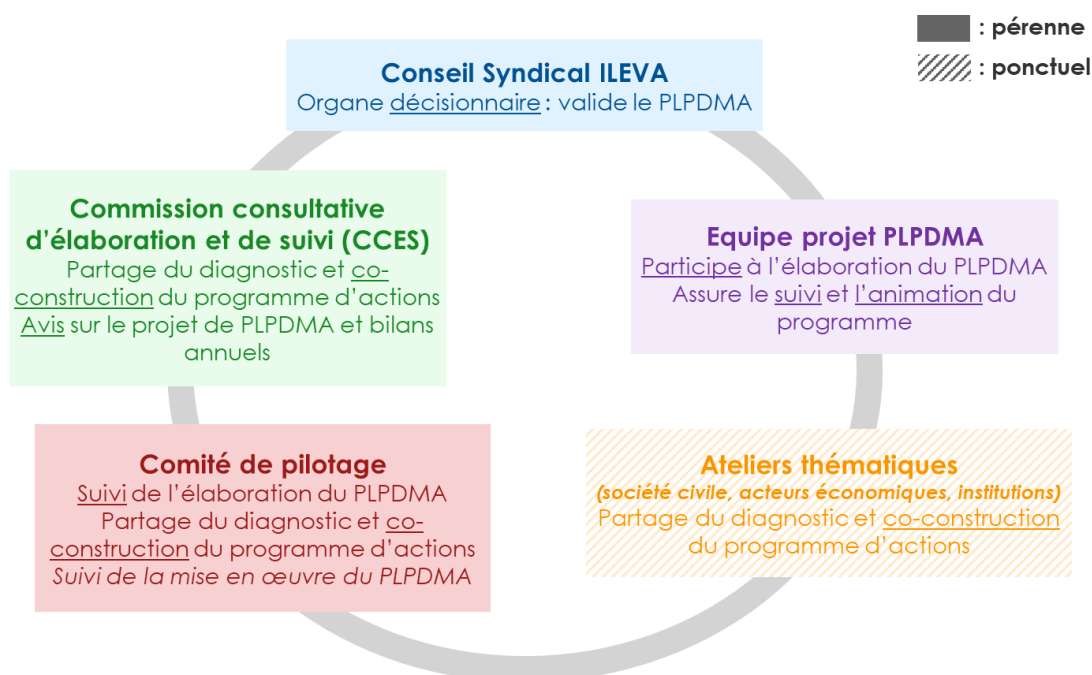 : pérenne
: ponctuel
Conseil Syndical ILEVA
Organe décisionnaire : valide le PLPDMA
Commission consultative
d'élaboration et de suivi (CCES)
Partage du diagnostic et co-
construction du programme d'actions
Avis sur le projet de PLPDMA et bilans
annuels
Equipe projet PLPDMA
Participe à l'élaboration du PLPDMA
Assure le suivi et l'animation du
programme
Comité de pilotage
Suivi de l'élaboration du PLPDMA
Partage du diagnostic et co-
construction du programme d'actions
Suivi de la mise en œuvre du PLPDMA
Ateliers thématiques
(société civile, acteurs économiques, institutions)
Partage du diagnostic et co-construction
du programme d'actions